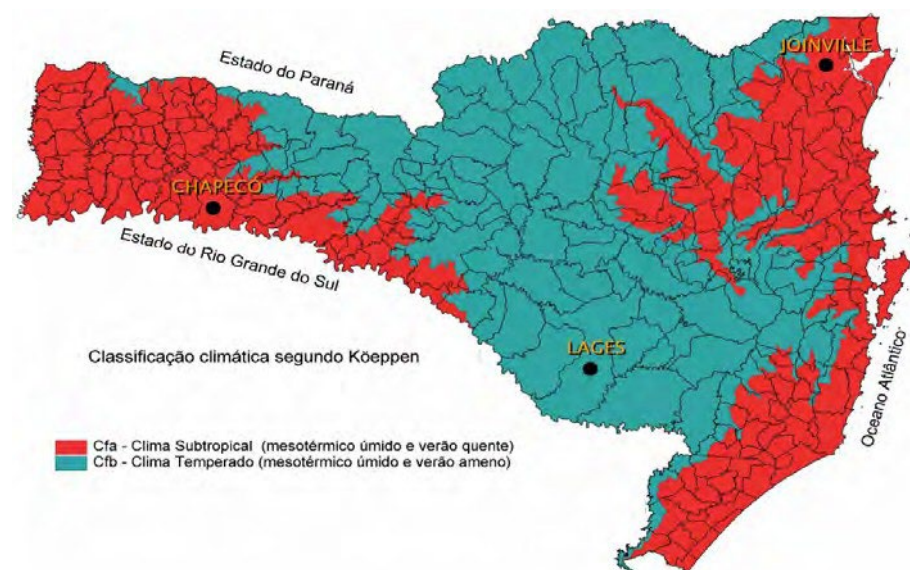 Estado do Paraná
JOINVILLE
CHAPECÓ
Estado do Rio Grande do Sul
LAGES
Oceano Atlântico
Classificação climática segundo Köeppen
Cfa - Clima Subtropical (mesotérmico úmido e verão quente)
Cfb - Clima Temperado (mesotérmico úmido e verão ameno)